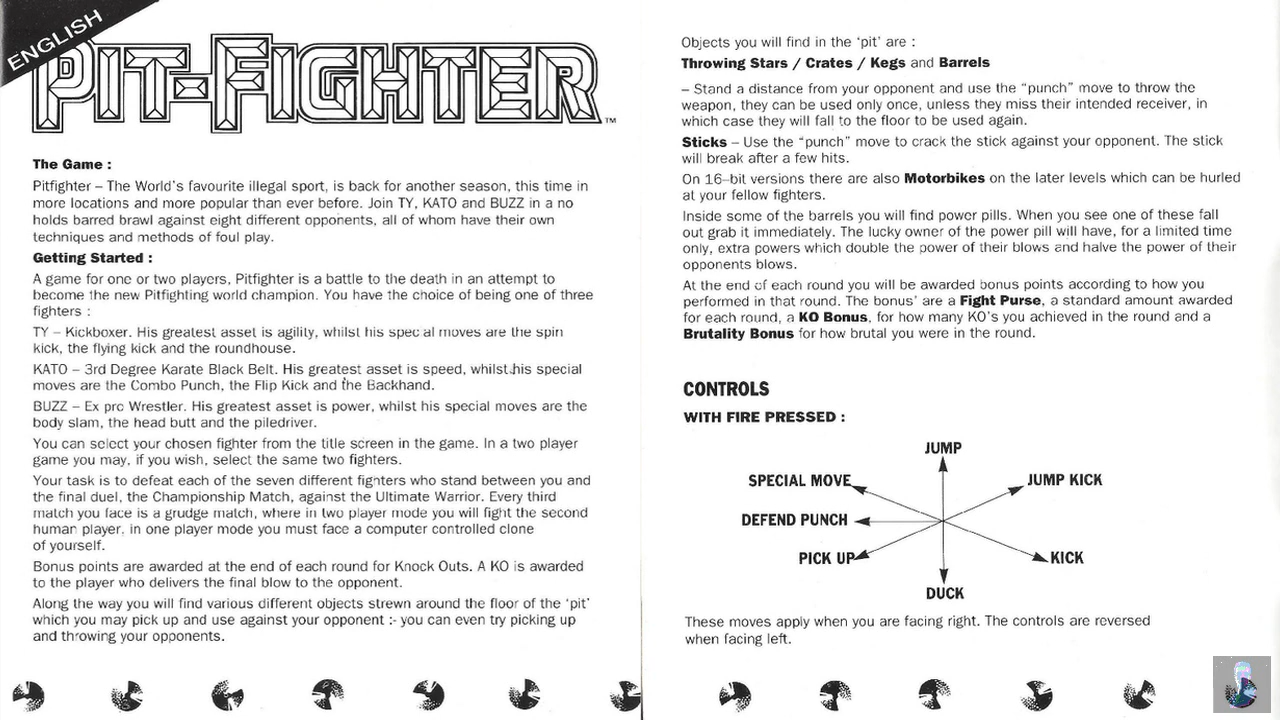 ENGLISH
PIT-FIGHTER™
The Game :
Pitfighter – The World's favourite illegal sport, is back for another season, this time in
more locations and more popular than ever before. Join TY, KATO and BUZZ in a no
holds barred brawl against eight different opponents, all of whom have their own
techniques and methods of foul play.
Getting Started :
A game for one or two players, Pitfighter is a battle to the death in an attempt to
become the new Pitfighting world champion. You have the choice of being one of three
fighters :
TY – Kickboxer. His greatest asset is agility, whilst his special moves are the spin
kick, the flying kick and the roundhouse.
KATO – 3rd Degree Karate Black Belt. His greatest asset is speed, whilst his special
moves are the Combo Punch, the Flip Kick and the Backhand.
BUZZ – Ex pro Wrestler. His greatest asset is power, whilst his special moves are the
body slam, the head butt and the piledriver.
You can select your chosen fighter from the title screen in the game. In a two player
game you may, if you wish, select the same two fighters.
Your task is to defeat each of the seven different fighters who stand between you and
the final duel, the Championship Match, against the Ultimate Warrior. Every third
match you face is a grudge match, where in two player mode you will fight the second
human player, in one player mode you must face a computer controlled clone
of yourself.
Bonus points are awarded at the end of each round for Knock Outs. A KO is awarded
to the player who delivers the final blow to the opponent.
Along the way you will find various different objects strewn around the floor of the 'pit'
which you may pick up and use against your opponent :- you can even try picking up
and throwing your opponents.
Objects you will find in the 'pit' are :
Throwing Stars / Crates / Kegs and Barrels
– Stand a distance from your opponent and use the "punch" move to throw the
weapon, they can be used only once, unless they miss their intended receiver, in
which case they will fall to the floor to be used again.
Sticks – Use the "punch" move to crack the stick against your opponent. The stick
will break after a few hits.
On 16–bit versions there are also Motorbikes on the later levels which can be hurled
at your fellow fighters.
Inside some of the barrels you will find power pills. When you see one of these fall
out grab it immediately. The lucky owner of the power pill will have, for a limited time
only, extra powers which double the power of their blows and halve the power of their
opponents blows.
At the end of each round you will be awarded bonus points according to how you
performed in that round. The bonus' are a Fight Purse, a standard amount awarded
for each round, a KO Bonus, for how many KO's you achieved in the round and a
Brutality Bonus for how brutal you were in the round.
CONTROLS
WITH FIRE PRESSED :
JUMP
SPECIAL MOVE
JUMP KICK
DEFEND PUNCH
PICK UP
KICK
DUCK
These moves apply when you are facing right. The controls are reversed
when facing left.